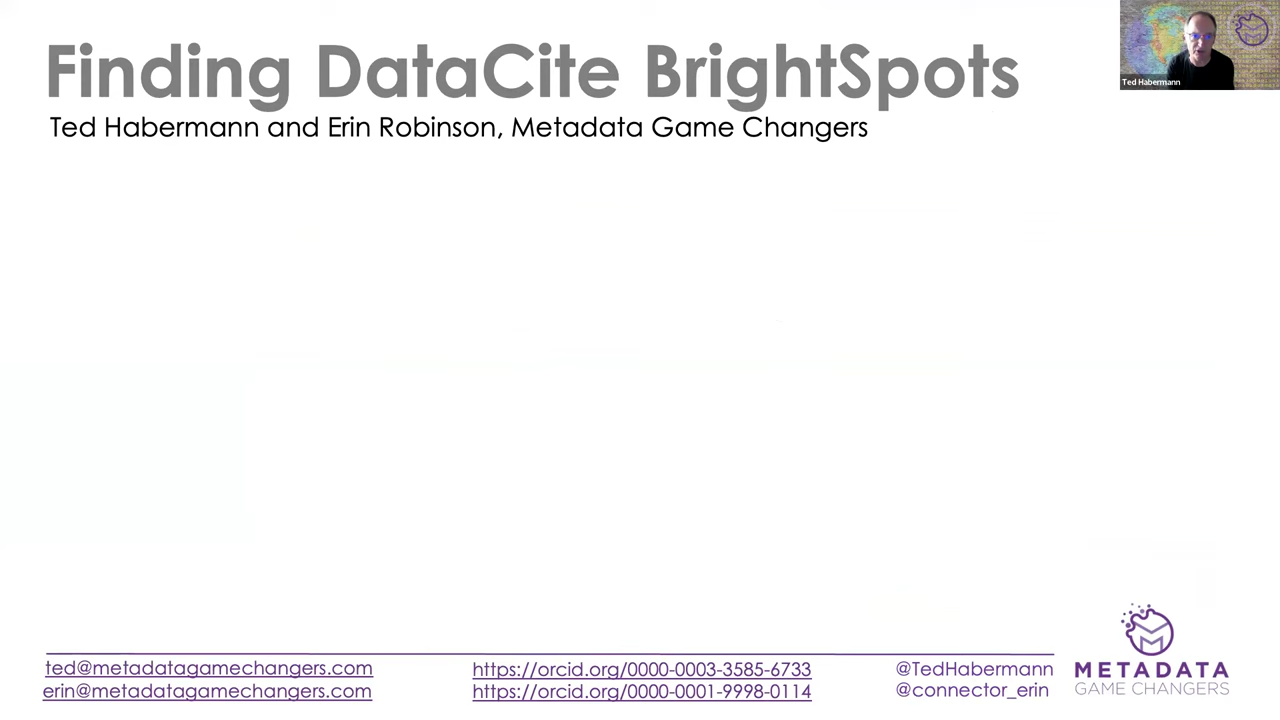 Finding DataCite BrightSpots
Ted Habermann and Erin Robinson, Metadata Game Changers
Ted Habermann
ted@metadatagamechangers.com
erin@metadatagamechangers.com
https://orcid.org/0000-0003-3585-6733
https://orcid.org/0000-0001-9998-0114
@TedHabermann
@connector_erin
METADATA
GAME CHANGERS